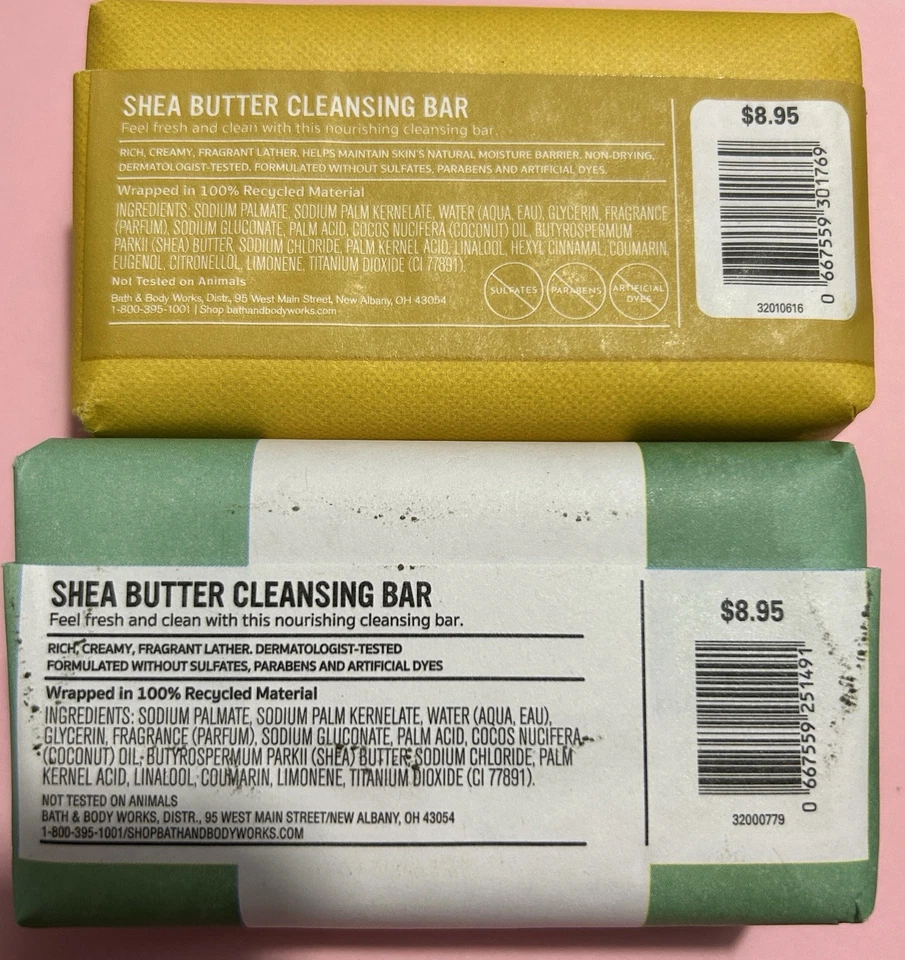 SHEA BUTTER CLEANSING BAR
Feel fresh and clean with this nourishing cleansing bar.
RICH, CREAMY, FRAGRANT LATHER. HELPS MAINTAIN SKIN'S NATURAL MOISTURE BARRIER. NON-DRYING,
DERMATOLOGIST-TESTED. FORMULATED WITHOUT SULFATES, PARABENS AND ARTIFICIAL DYES.
Wrapped in 100% Recycled Material
INGREDIENTS: SODIUM PALMATE, SODIUM PALM KERNELATE, WATER (AQUA, EAU), GLYCERIN, FRAGRANCE
(PARFUM), SODIUM GLUCONATE, PALM ACID, COCOS NUCIFERA (COCONUT) OIL, BUTYROSPERMUM
PARKII (SHEA) BUTTER, SODIUM CHLORIDE, PALM KERNEL ACID, LINALOOL, HEXYL CINNAMAL, COUMARIN,
EUGENOL, CITRONELLOL, LIMONENE, TITANIUM DIOXIDE (CI 77891).
Not Tested on Animals
Bath & Body Works, Distr., 95 West Main Street, New Albany, OH 43054
1-800-395-1001 | Shop bathandbodyworks.com
SULFATES
PARABENS
ARTIFICIAL
DYES
$8.95
0 667559 301769
32010616
SHEA BUTTER CLEANSING BAR
Feel fresh and clean with this nourishing cleansing bar.
RICH, CREAMY, FRAGRANT LATHER. DERMATOLOGIST-TESTED
FORMULATED WITHOUT SULFATES, PARABENS AND ARTIFICIAL DYES
Wrapped in 100% Recycled Material
INGREDIENTS: SODIUM PALMATE, SODIUM PALM KERNELATE, WATER (AQUA, EAU),
GLYCERIN, FRAGRANCE (PARFUM), SODIUM GLUCONATE, PALM ACID, COCOS NUCIFERA
(COCONUT) OIL, BUTYROSPERMUM PARKII (SHEA) BUTTER, SODIUM CHLORIDE, PALM
KERNEL ACID, LINALOOL, COUMARIN, LIMONENE, TITANIUM DIOXIDE (CI 77891).
NOT TESTED ON ANIMALS
BATH & BODY WORKS, DISTR., 95 WEST MAIN STREET/NEW ALBANY, OH 43054
1-800-395-1001/SHOPBATHANDBODYWORKS.COM
$8.95
0 667559 251491
32000779